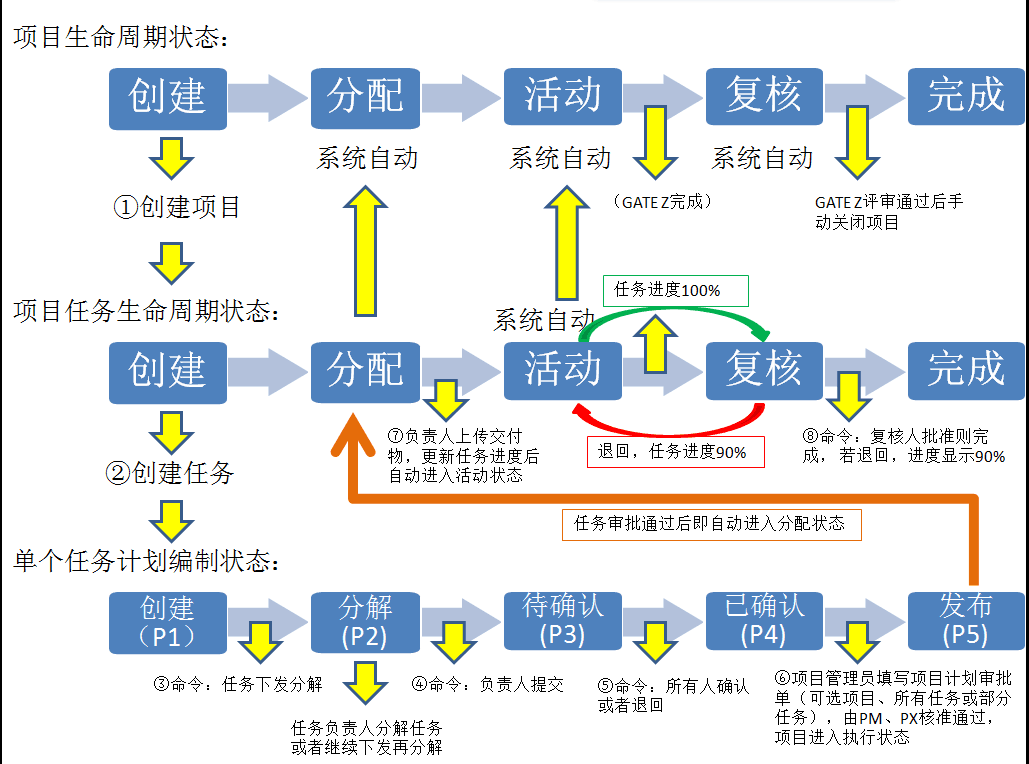 项目生命周期状态：
创建
分配
活动
复核
完成
系统自动
系统自动
系统自动
①创建项目
（GATE Z完成）
GATE Z评审通过后手
动关闭项目
项目任务生命周期状态：
系统自动
任务进度100%
创建
分配
活动
复核
完成
②创建任务
⑦负责人上传交付
物，更新任务进度后
自动进入活动状态
退回，任务进度90%
⑧命令：复核人批准则完
成， 若退回，进度显示90%
任务审批通过后即自动进入分配状态
单个任务计划编制状态：
创建
（P1）
分解
(P2)
待确认
(P3)
已确认
(P4)
发布
(P5)
③命令：任务下发分解
任务负责人分解任务
或者继续下发再分解
④命令：负责人提交
⑤命令：所有人确认
或者退回
⑥项目管理员填写项目计划审批
单（可选项目、所有任务或部分
任务），由PM、PX核准通过，
项目进入执行状态